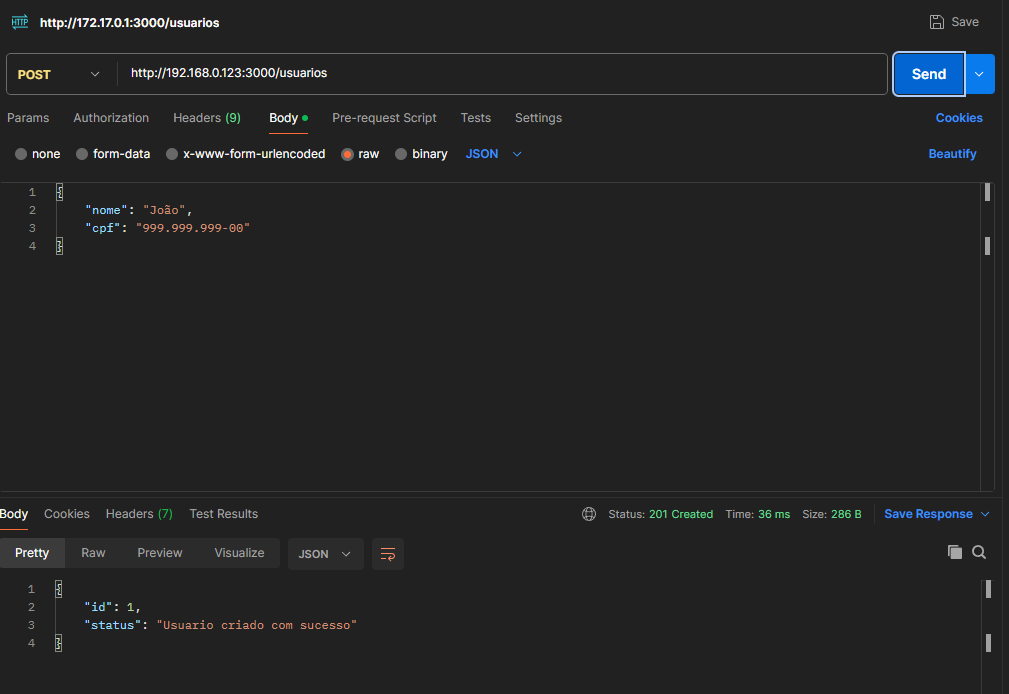 HTTP http://172.17.0.1:3000/usuarios Save
POST http://192.168.0.123:3000/usuarios Send
Params Authorization Headers (9) Body Pre-request Script Tests Settings Cookies
none form-data x-www-form-urlencoded raw binary JSON Beautify
1 {
2 "nome": "João",
3 "cpf": "999.999.999-00"
4 }
Body Cookies Headers (7) Test Results Status: 201 Created Time: 36 ms Size: 286 B Save Response
Pretty Raw Preview Visualize JSON
1 {
2 "id": 1,
3 "status": "Usuario criado com sucesso"
4 }